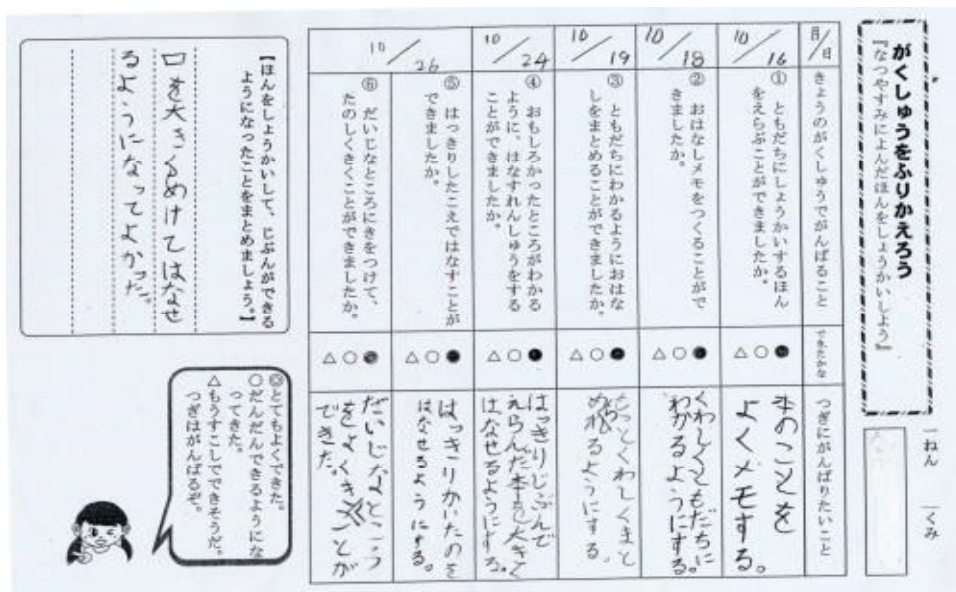 がくしゅうをふりかえろう
『なつやすみによんだほんをしょうかいしよう』
一ねん 一くみ
月/日
きょうのがくしゅうでがんばること
できたかな
つぎにがんばりたいこと
10/16
① ともだちにしょうかいするほん
をえらぶことができましたか。
◎○△
本のことを
よくメモする。
10/18
② おはなしメモをつくることがで
きましたか。
◎○△
くわしくともだちに
わかるようにする。
10/19
③ ともだちにわかるようにおはな
しをまとめることができましたか。
◎○△
もっとくわしくまと
めれるようにする。
10/24
④ おもしろかったところがわかる
ように、はなすれんしゅうをする
ことができましたか。
◎○△
はっきりじぶんで
えらんだ本を大きく
はなせるようにする。
10/26
⑤ はっきりしたこえではなすことが
できましたか。
◎○△
はっきりかいたのを
はなせるようにする。
⑥ だいじなところにきをつけて、
たのしくきくことができましたか。
◎○△
だいじなところ
をよくきくことが
できた。
【ほんをしょうかいして、じぶんができる
ようになったことをまとめましょう。】
口を大きくあけてはなせ
るようになってよかった。
◎とてもよくできた。
○だんだんできるようにな
ってきた。
△もうすこしでできそうだ。
つぎはがんばるぞ。